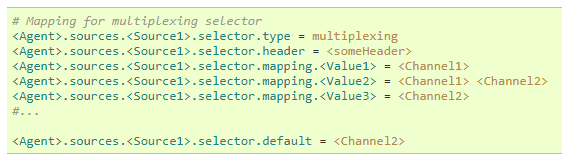 # Mapping for multiplexing selector
<Agent>.sources.<Source1>.selector.type = multiplexing
<Agent>.sources.<Source1>.selector.header = <someHeader>
<Agent>.sources.<Source1>.selector.mapping.<Value1> = <Channel1>
<Agent>.sources.<Source1>.selector.mapping.<Value2> = <Channel1> <Channel2>
<Agent>.sources.<Source1>.selector.mapping.<Value3> = <Channel2>
#...
<Agent>.sources.<Source1>.selector.default = <Channel2>